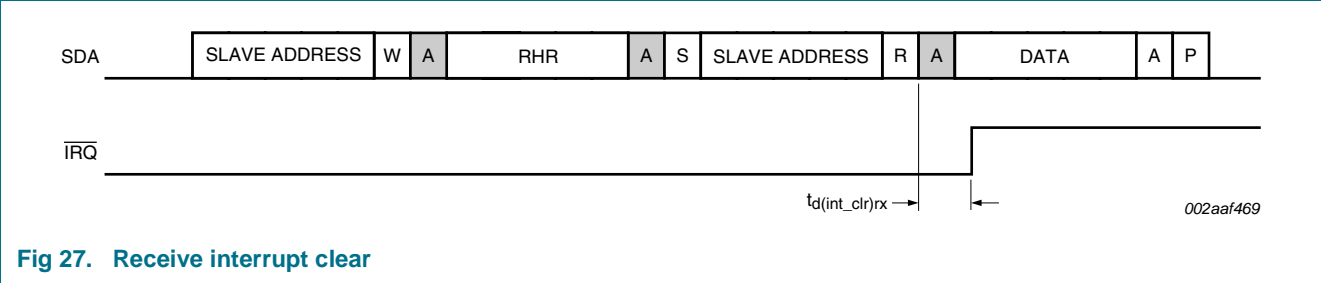 SDA SLAVE ADDRESS W A RHR A S SLAVE ADDRESS R A DATA A P
IRQ
td(int_clr)rx
002aaf469
Fig 27. Receive interrupt clear